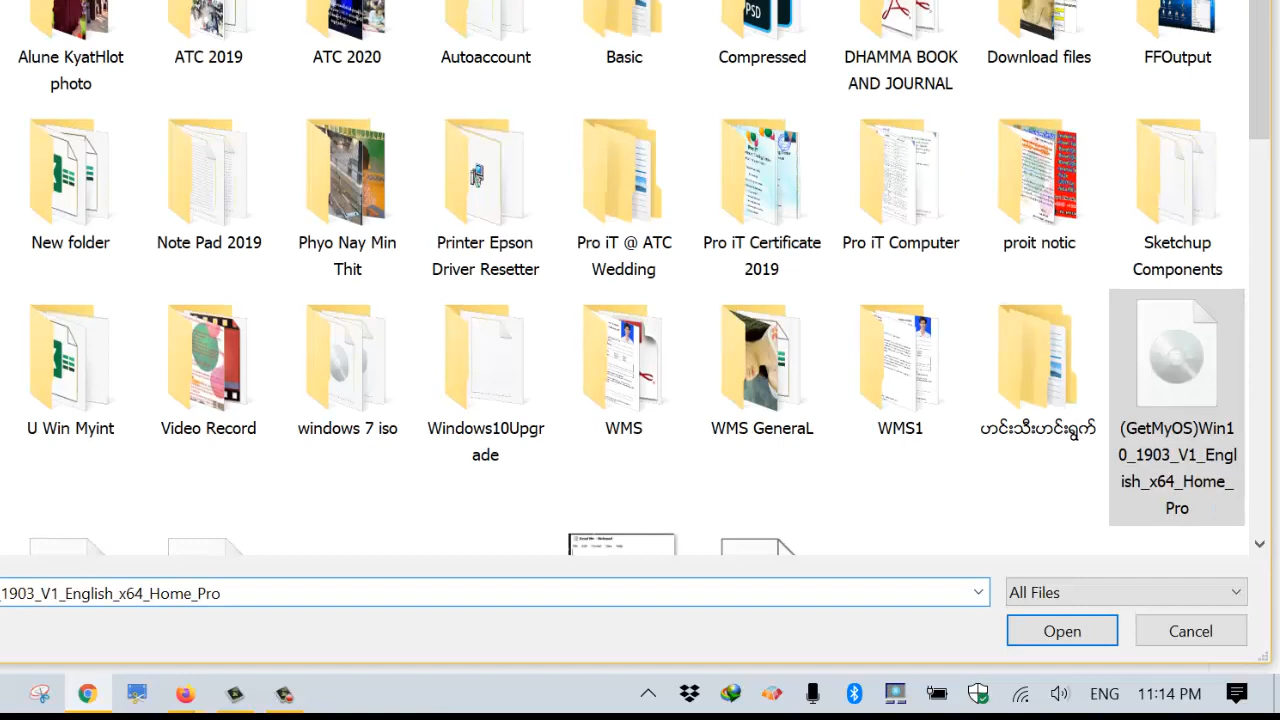 Alune KyatHlot
photo
ATC 2019
ATC 2020
Autoaccount
Basic
Compressed
DHAMMA BOOK
AND JOURNAL
Download files
FFOutput
PSD
New folder
Note Pad 2019
Phyo Nay Min
Thit
Printer Epson
Driver Resetter
Pro iT @ ATC
Wedding
Pro iT Certificate
2019
Pro iT Computer
proit notic
Sketchup
Components
U Win Myint
Video Record
windows 7 iso
Windows10Upgr
ade
WMS
WMS GeneraL
WMS1
ဟင်းသီးဟင်းရွက်
(GetMyOS)Win1
0_1903_V1_Engl
ish_x64_Home_
Pro
_1903_V1_English_x64_Home_Pro
All Files
Open
Cancel
ENG
11:14 PM